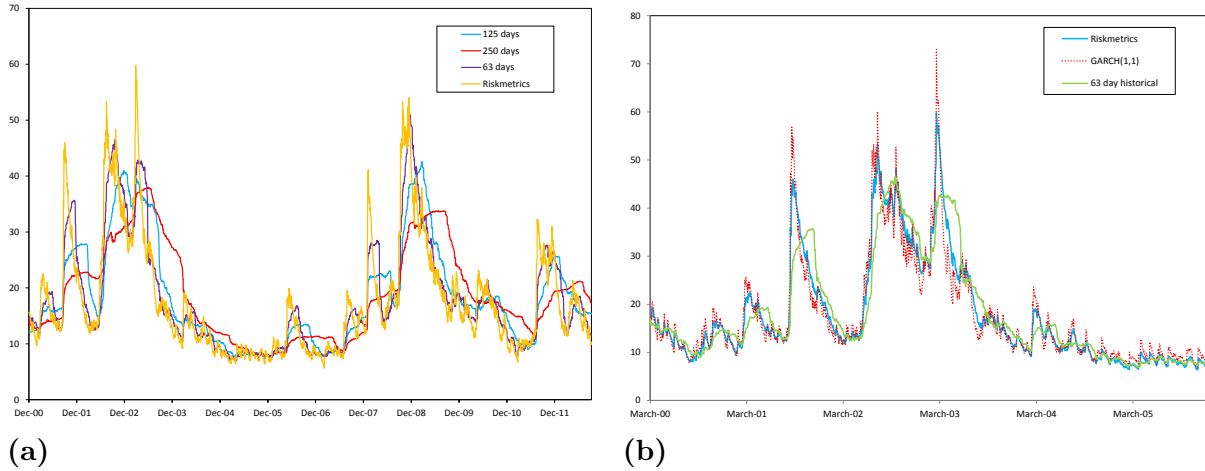 70
60
50
40
30
20
10
0
125 days
250 days
63 days
Riskmetrics
Dec-00 Dec-01 Dec-02 Dec-03 Dec-04 Dec-05 Dec-06 Dec-07 Dec-08 Dec-09 Dec-10 Dec-11
(a)
80
70
60
50
40
30
20
10
0
Riskmetrics
GARCH(1,1)
63 day historical
March-00 March-01 March-02 March-03 March-04 March-05
(b)